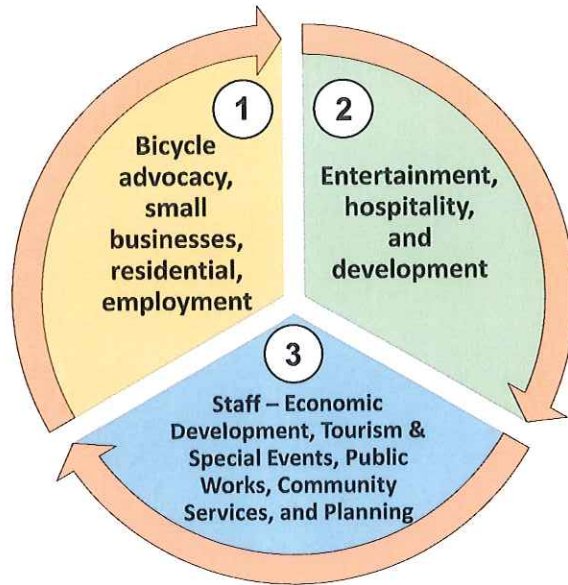 1
Bicycle
advocacy,
small
businesses,
residential,
employment
2
Entertainment,
hospitality,
and
development
3
Staff – Economic
Development, Tourism &
Special Events, Public
Works, Community
Services, and Planning